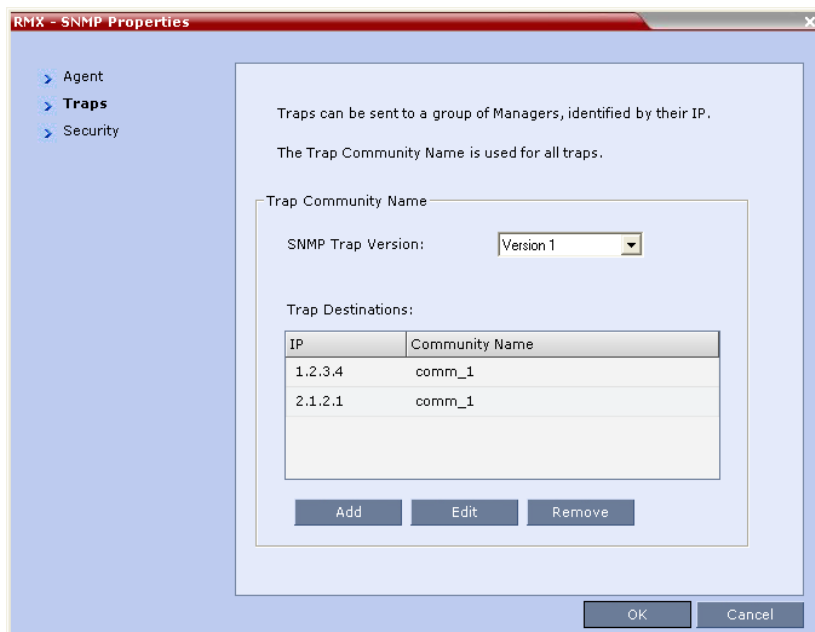 RMX - SNMP Properties
Agent
Traps
Security
Traps can be sent to a group of Managers, identified by their IP.
The Trap Community Name is used for all traps.
Trap Community Name
SNMP Trap Version: Version 1
Trap Destinations:
IP Community Name
1.2.3.4 comm_1
2.1.2.1 comm_1
Add Edit Remove
OK Cancel